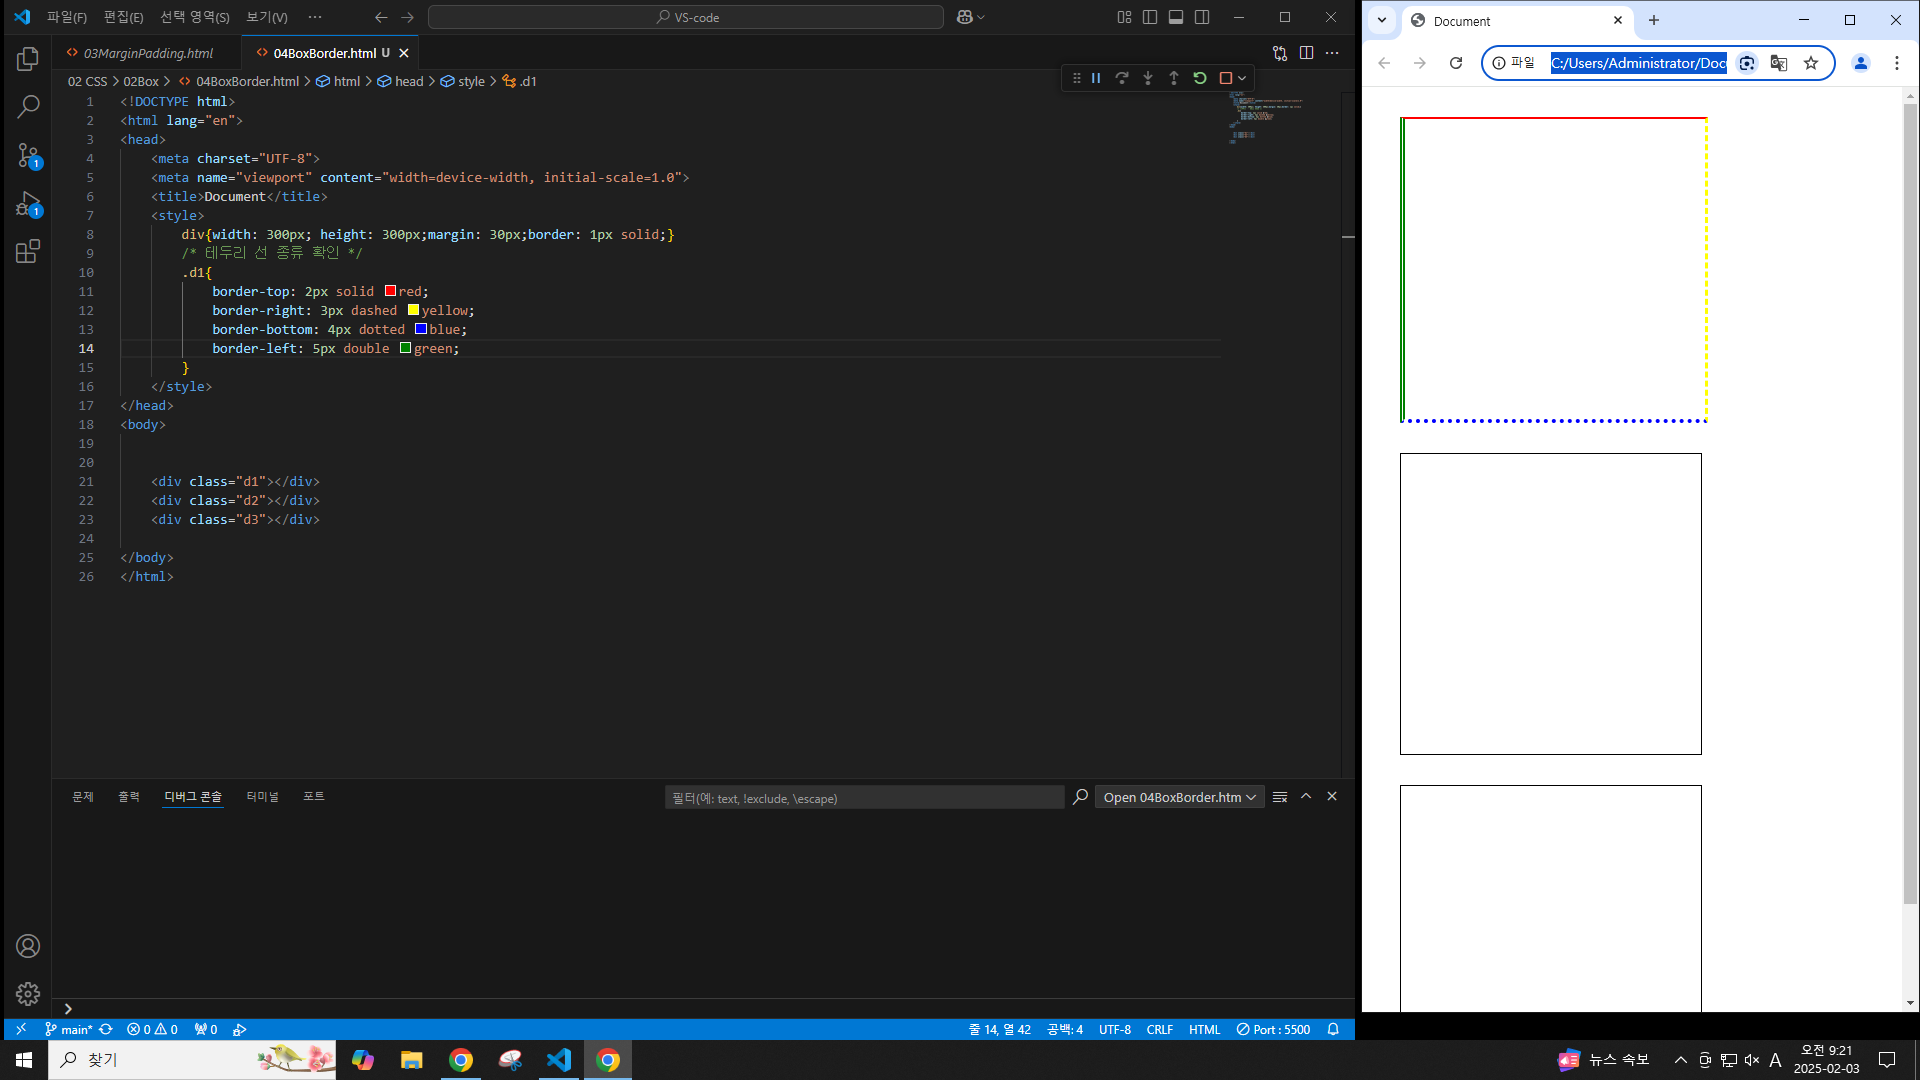 파일(F) 편집(E) 선택 영역(S) 보기(V) ··· VS-code
03MarginPadding.html 04BoxBorder.html U
02 CSS > 02Box > 04BoxBorder.html > html > head > style > .d1
1 <!DOCTYPE html>
2 <html lang="en">
3 <head>
4 <meta charset="UTF-8">
5 <meta name="viewport" content="width=device-width, initial-scale=1.0">
6 <title>Document</title>
7 <style>
8 div{width: 300px; height: 300px;margin: 30px;border: 1px solid;}
9 /* 테두리 선 종류 확인 */
10 .d1{
11 border-top: 2px solid red;
12 border-right: 3px dashed yellow;
13 border-bottom: 4px dotted blue;
14 border-left: 5px double green;
15 }
16 </style>
17 </head>
18 <body>
19
20
21 <div class="d1"></div>
22 <div class="d2"></div>
23 <div class="d3"></div>
24
25 </body>
26 </html>
1
1
문제 출력 디버그 콘솔 터미널 포트 필터(예: text, !exclude, \escape) Open 04BoxBorder.htm
main* 0 0 0 줄 14, 열 42 공백: 4 UTF-8 CRLF HTML Port : 5500
Document
파일 C:/Users/Administrator/Doc
찾기 뉴스 속보 A 오전 9:21
2025-02-03